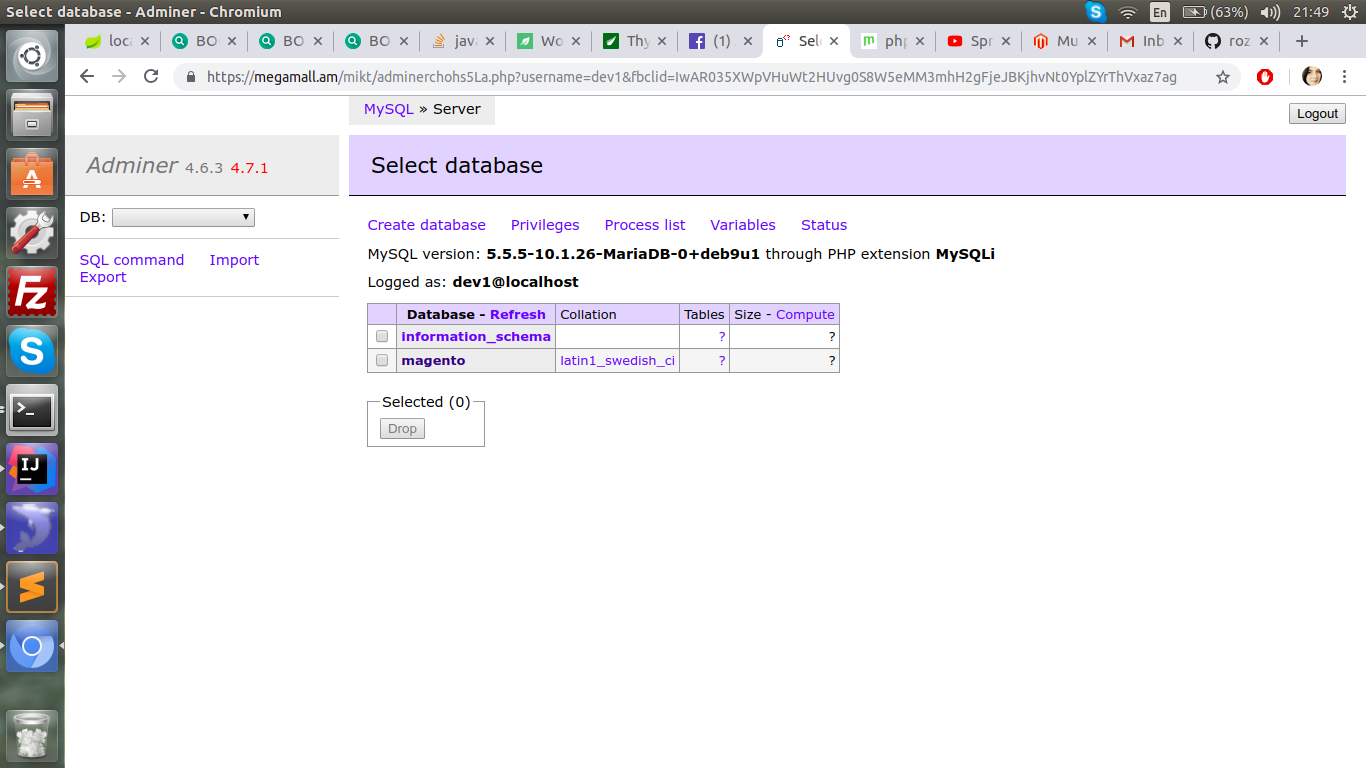 Select database - Adminer - Chromium
En
(63%)
21:49
loca
BO
BO
BO
java
Wo
Thy
(1)
Sele
php
Spr
Mu
Inb
roz
https://megamall.am/mikt/adminerchohs5La.php?username=dev1&fbclid=IwAR035XWpVHuWt2HUvg0S8W5eMM3mhH2gFjeJBKjhvNt0YplZYrThVxaz7ag
MySQL » Server
Logout
Adminer 4.6.3 4.7.1
Select database
DB:
Create database Privileges Process list Variables Status
SQL command Import
Export
MySQL version: 5.5.5-10.1.26-MariaDB-0+deb9u1 through PHP extension MySQLi
Logged as: dev1@localhost
Database - Refresh Collation Tables Size - Compute
information_schema ? ?
magento latin1_swedish_ci ? ?
Selected (0)
Drop